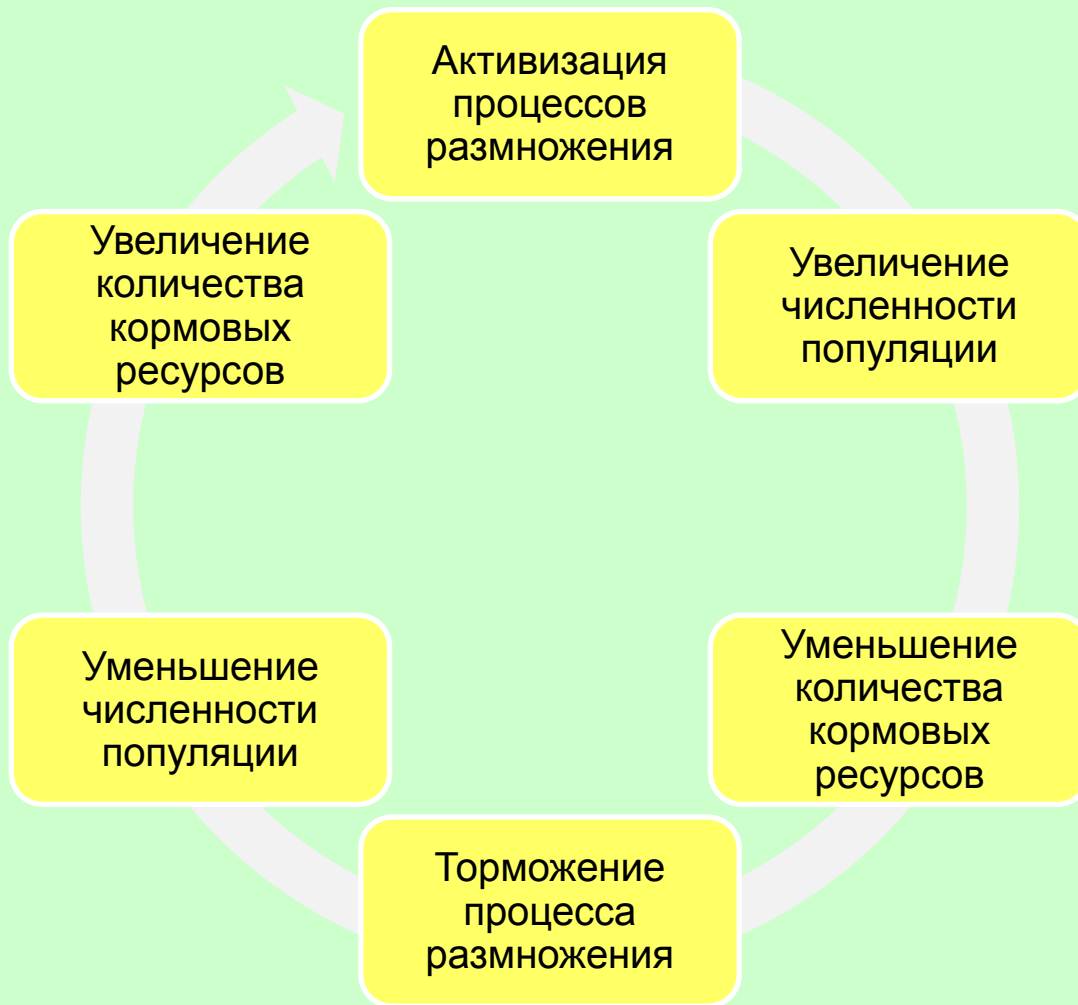 Активизация
процессов
размножения
Увеличение
численности
популяции
Уменьшение
количества
кормовых
ресурсов
Торможение
процесса
размножения
Уменьшение
численности
популяции
Увеличение
количества
кормовых
ресурсов